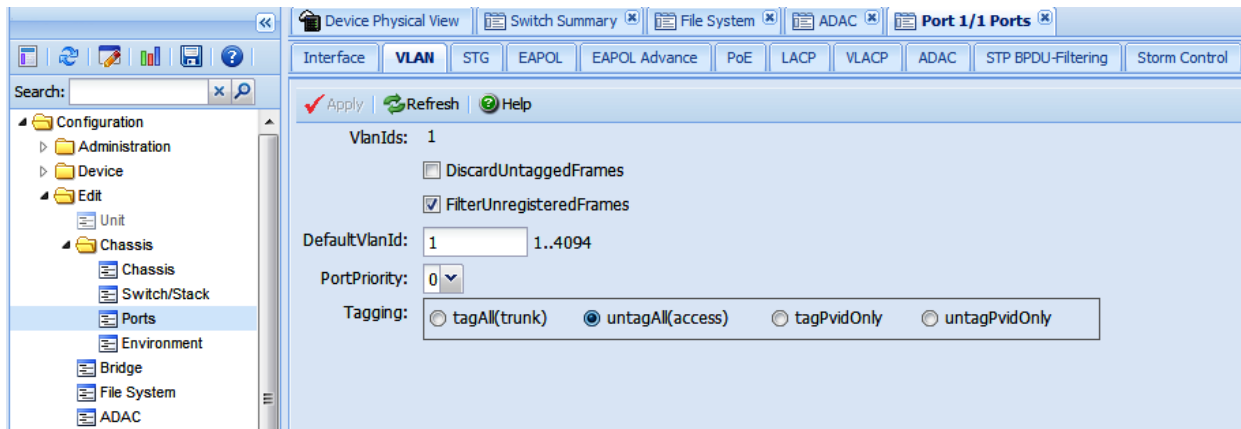 Device Physical View Switch Summary File System ADAC Port 1/1 Ports
Interface VLAN STG EAPOL EAPOL Advance PoE LACP VLACP ADAC STP BPDU-Filtering Storm Control
Search:
Configuration
Administration
Device
Edit
Unit
Chassis
Chassis
Switch/Stack
Ports
Environment
Bridge
File System
ADAC
Apply Refresh Help
VlanIds: 1
DiscardUntaggedFrames
FilterUnregisteredFrames
DefaultVlanId: 1 1..4094
PortPriority: 0
Tagging: tagAll(trunk) untagAll(access) tagPvidOnly untagPvidOnly